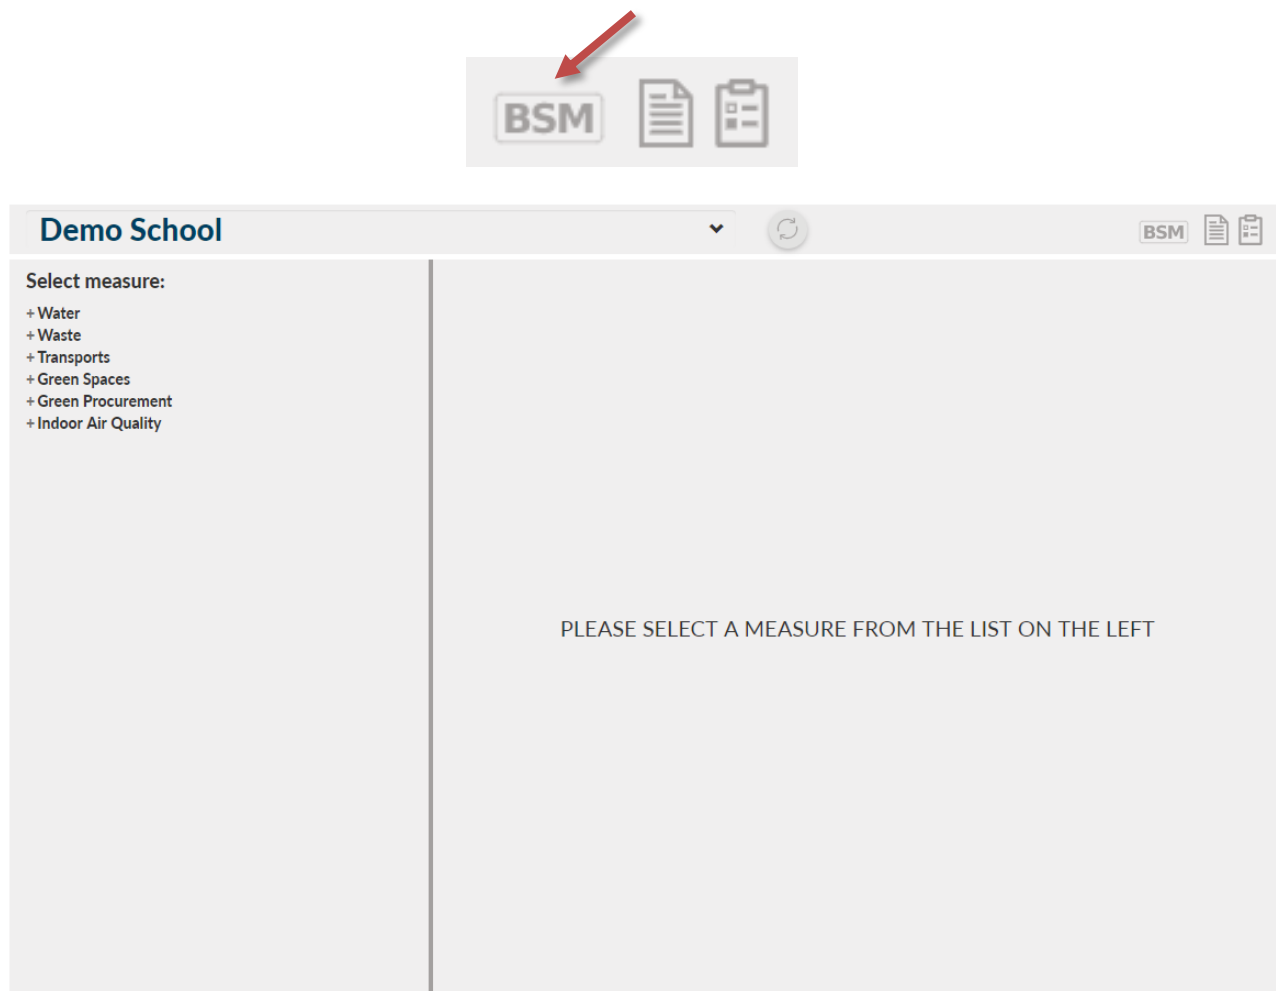 BSM
Demo School
BSM
Select measure:
+ Water
+ Waste
+ Transports
+ Green Spaces
+ Green Procurement
+ Indoor Air Quality
PLEASE SELECT A MEASURE FROM THE LIST ON THE LEFT